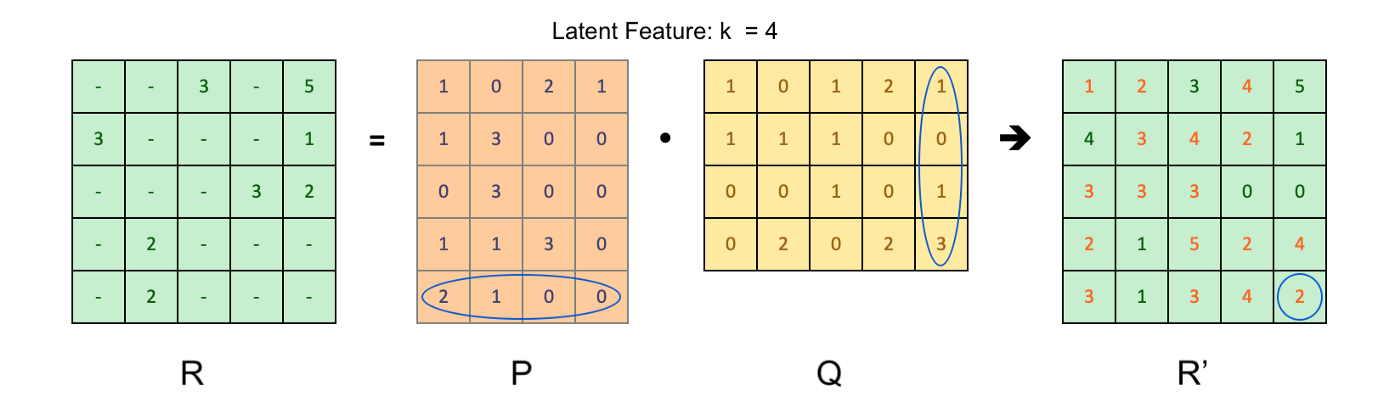 Latent Feature: k = 4
- - 3 - 5 1 0 2 1 1 0 1 2 1 1 2 3 4 5
3 - - - 1 = 1 3 0 0 • 1 1 1 0 0 ➔ 4 3 4 2 1
- - - 3 2 0 3 0 0 0 0 1 0 1 3 3 3 0 0
- 2 - - - 1 1 3 0 0 2 0 2 3 2 1 5 2 4
- 2 - - - 2 1 0 0 3 1 3 4 2
R P Q R’